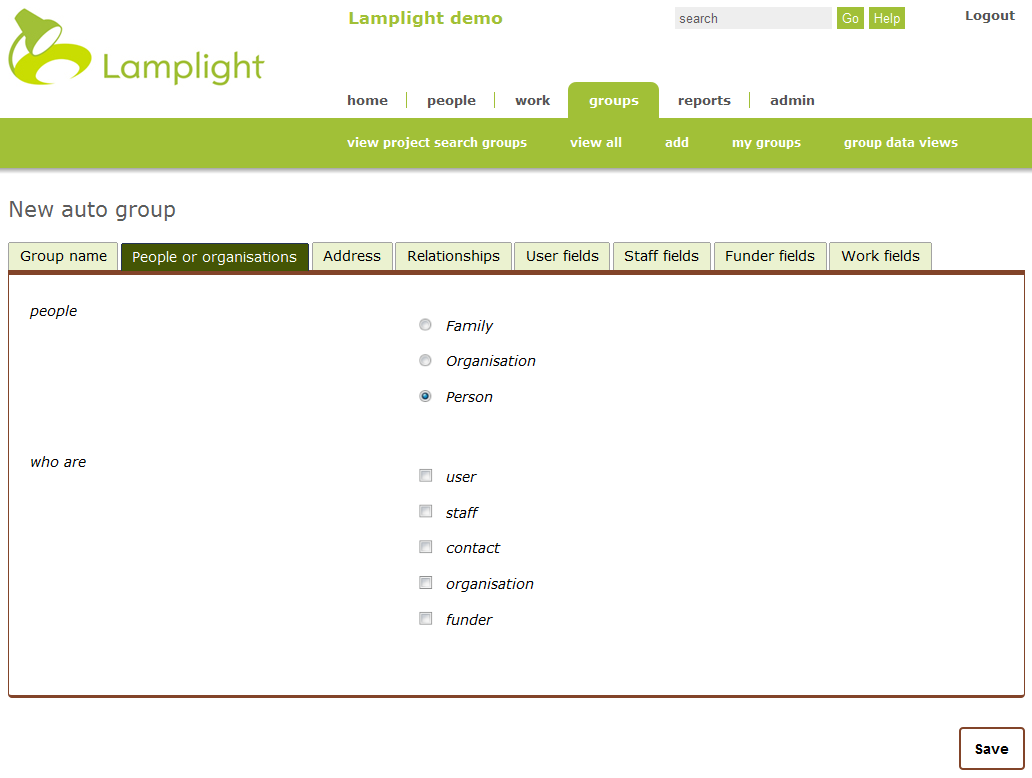 Lamplight
Lamplight demo
search Go Help Logout
home people work groups reports admin
view project search groups view all add my groups group data views
New auto group
Group name People or organisations Address Relationships User fields Staff fields Funder fields Work fields
people
Family
Organisation
Person
who are
user
staff
contact
organisation
funder
Save